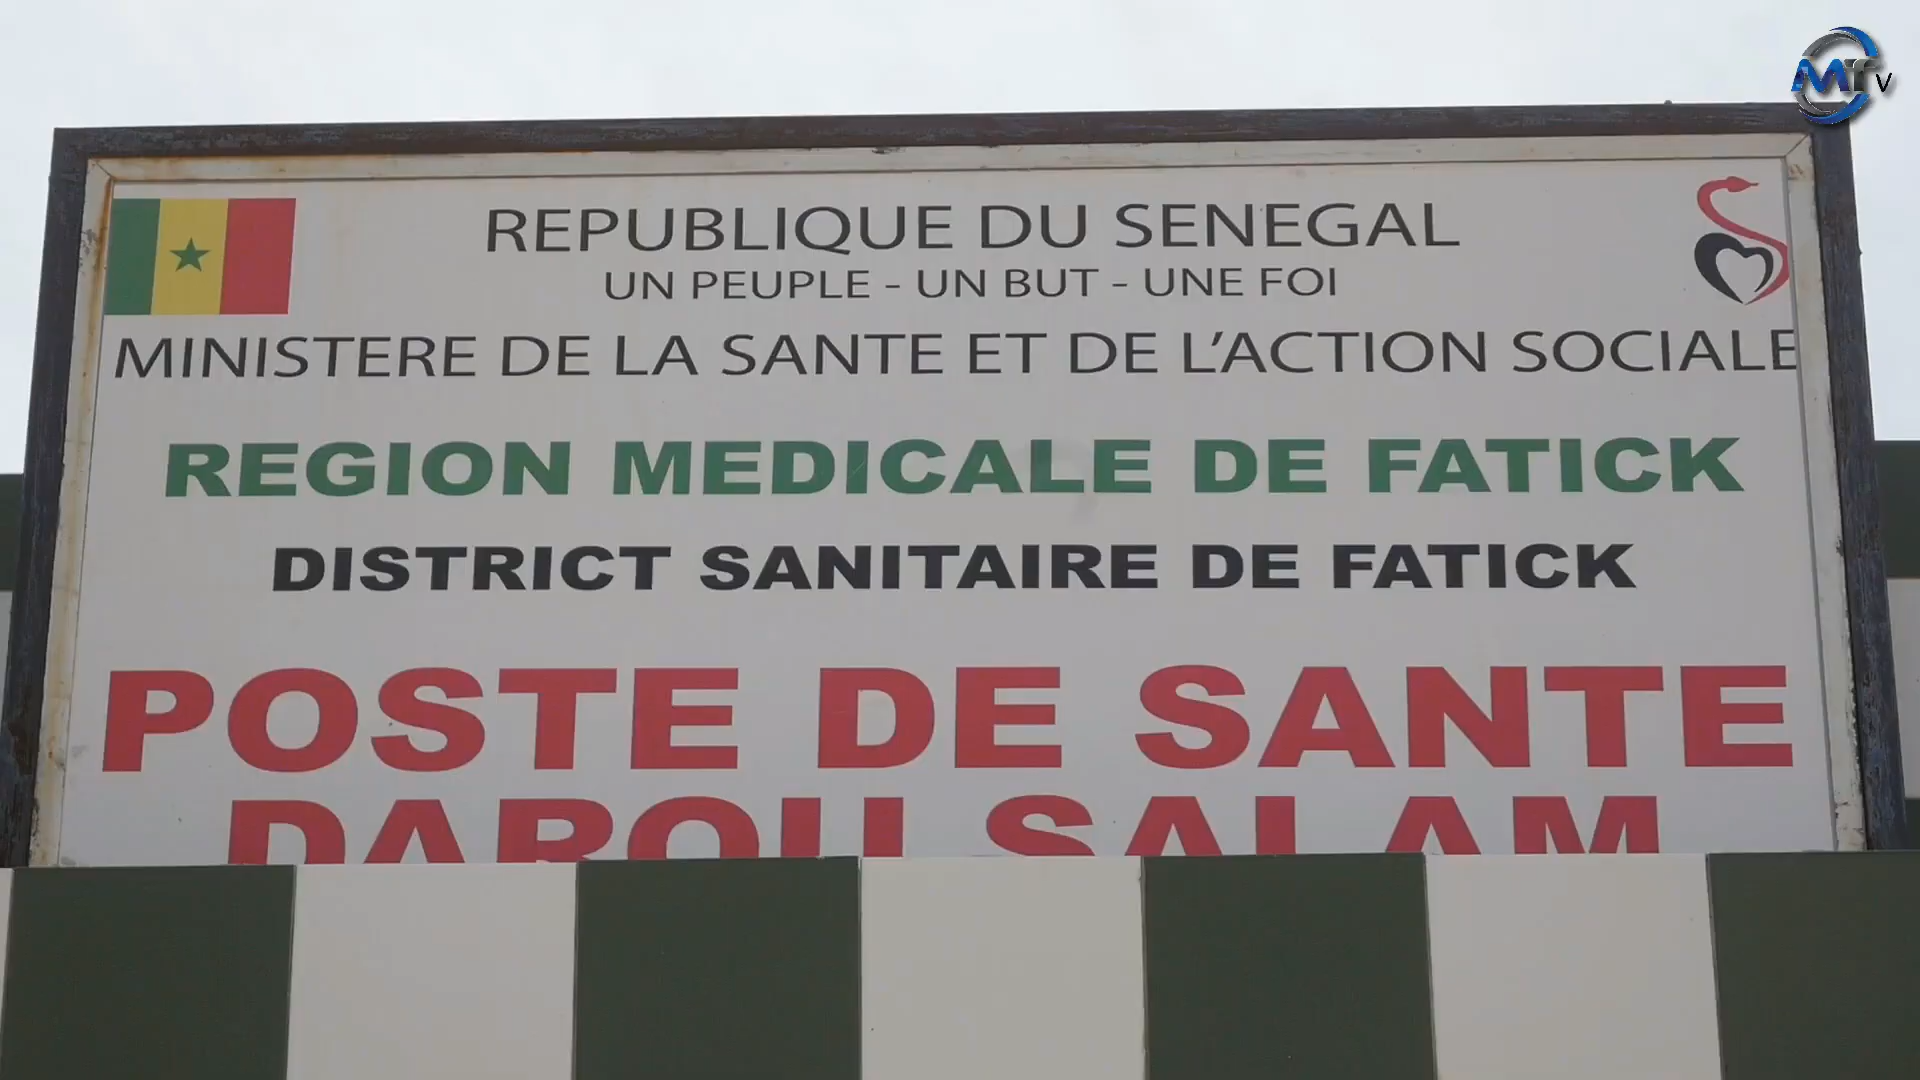 MTV
REPUBLIQUE DU SENEGAL
UN PEUPLE - UN BUT - UNE FOI
MINISTERE DE LA SANTE ET DE L'ACTION SOCIALE
REGION MEDICALE DE FATICK
DISTRICT SANITAIRE DE FATICK
POSTE DE SANTE
DAROU SALAM